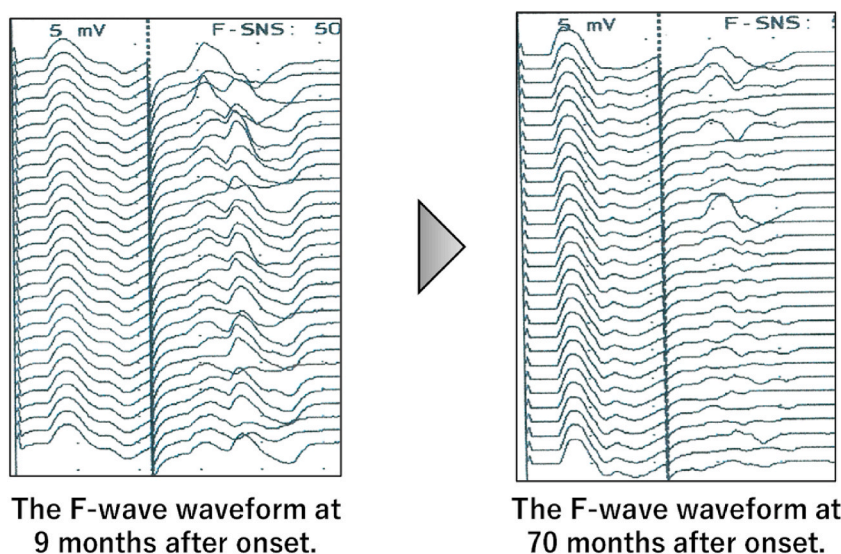 5 mV F-SNS: 50
5 mV F-SNS:
The F-wave waveform at
9 months after onset.
The F-wave waveform at
70 months after onset.